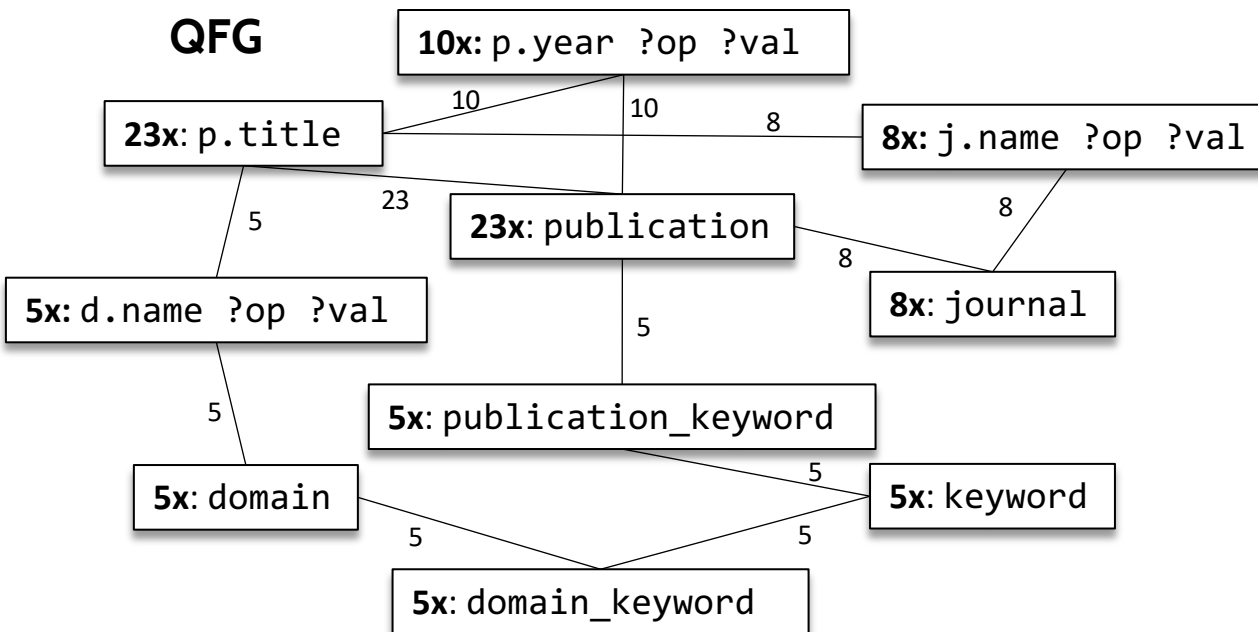 QFG
10x: p.year ?op ?val
10
10
23x: p.title
8
8x: j.name ?op ?val
23
5
23x: publication
8
8
5x: d.name ?op ?val
8x: journal
5
5
5x: publication_keyword
5
5x: domain
5x: keyword
5
5
5x: domain_keyword